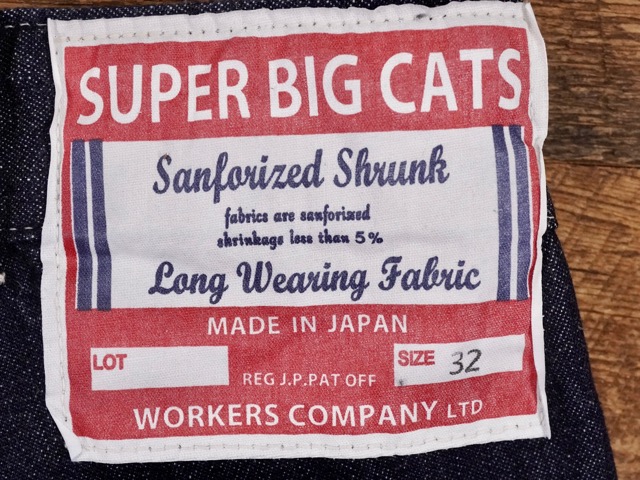 SUPER BIG CATS
Sanforized Shrunk
fabrics are sanforized
shrinkage less than 5%
Long Wearing Fabric
MADE IN JAPAN
LOT
REG J.P.PAT OFF
SIZE 32
WORKERS COMPANY LTD